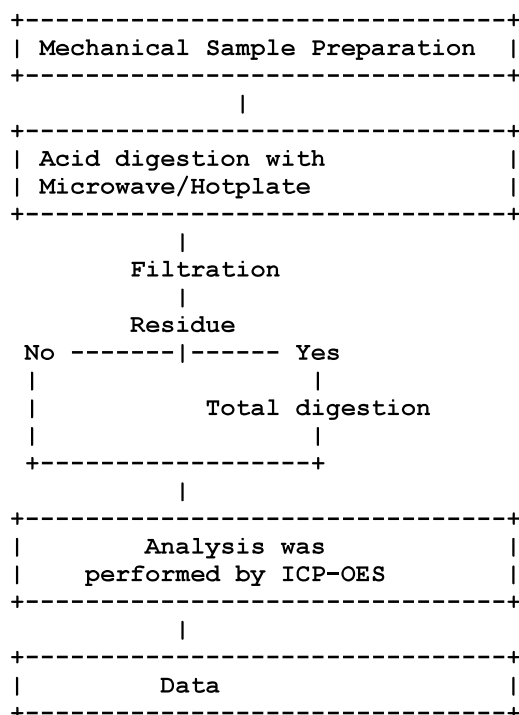 Mechanical Sample Preparation
Acid digestion with
Microwave/Hotplate
Filtration
Residue
No Yes
Total digestion
Analysis was
performed by ICP-OES
Data